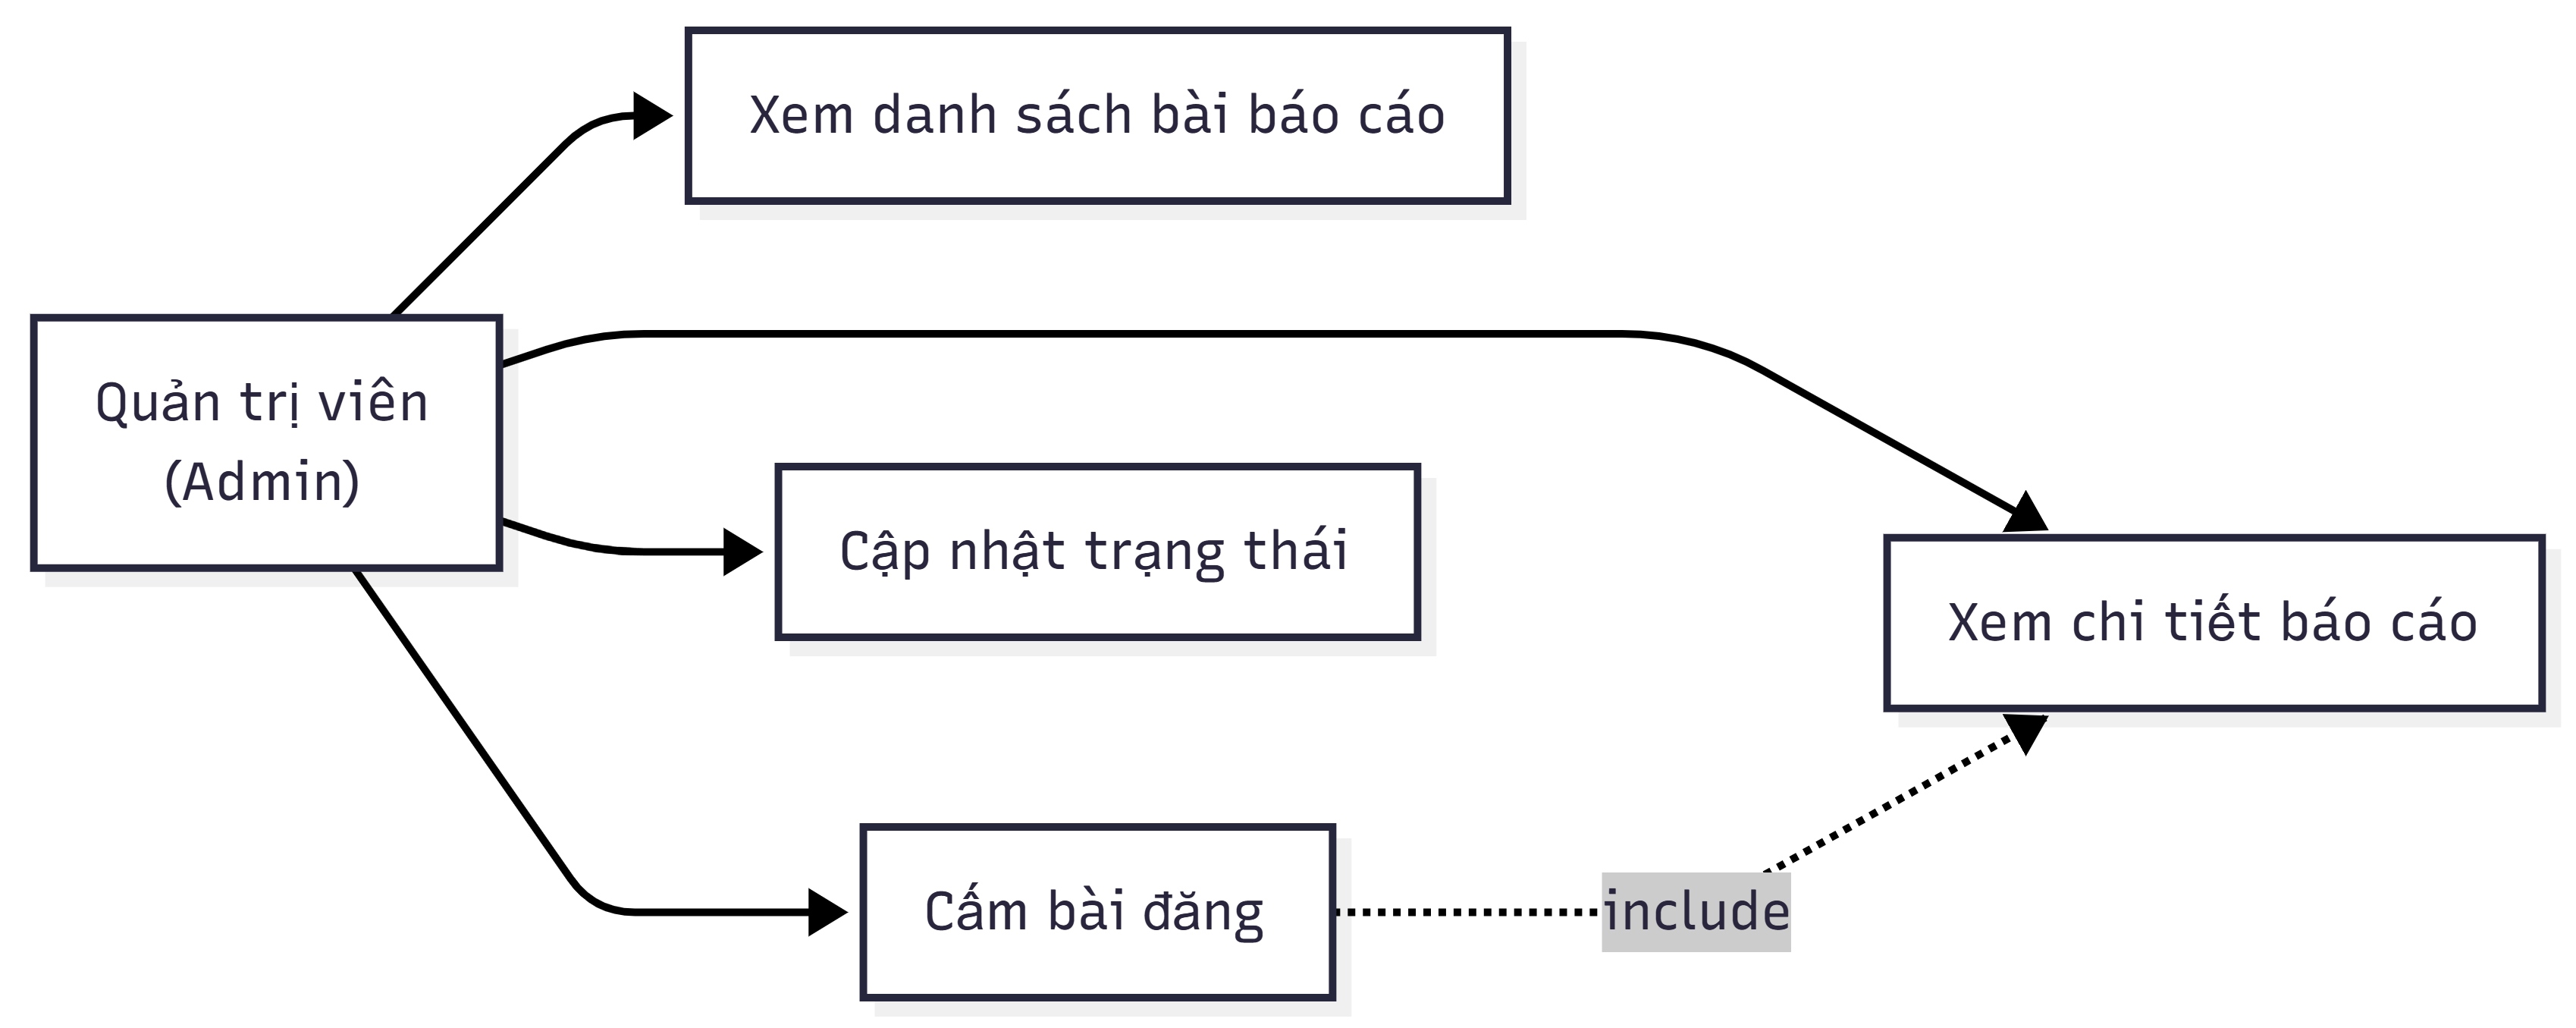 Xem danh sách bài báo cáo
Quản trị viên
(Admin)
Cập nhật trạng thái
Xem chi tiết báo cáo
Cấm bài đăng
include